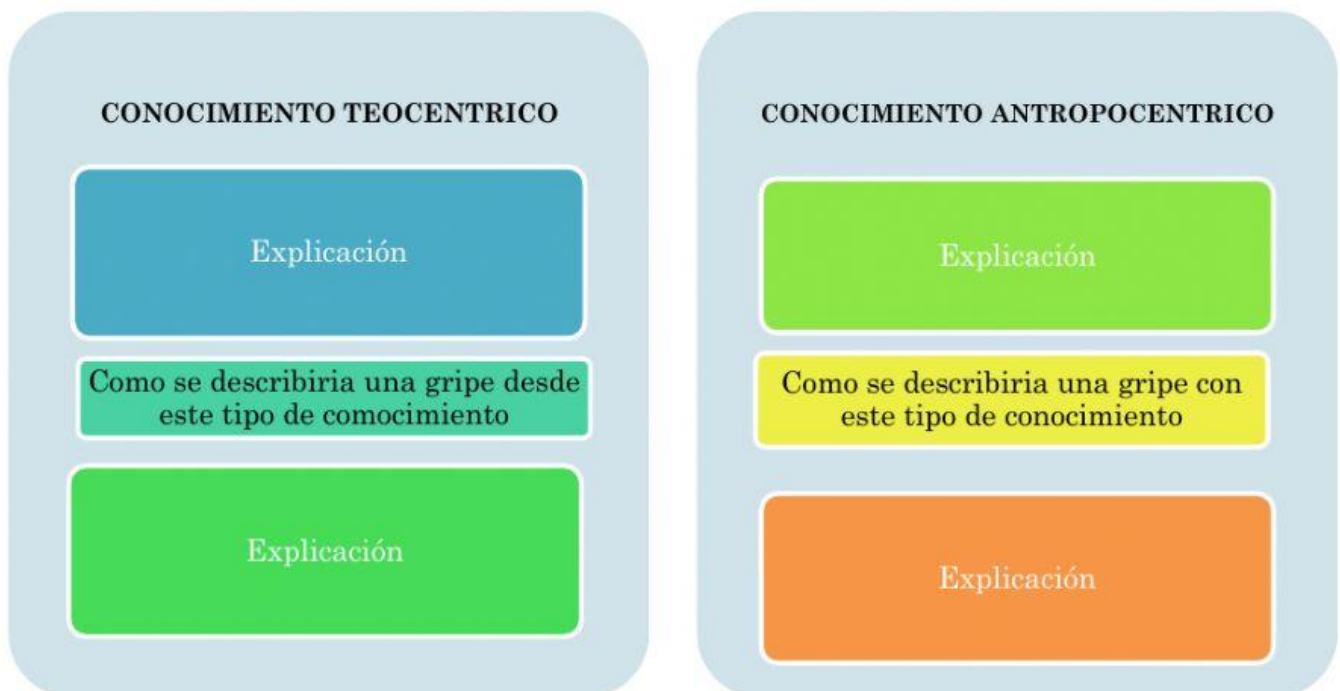 CONOCIMIENTO TEOCENTRICO
Explicación
Como se describiria una gripe desde
este tipo de comocimiento
Explicación
CONOCIMIENTO ANTROPOCENTRICO
Explicación
Como se describiria una gripe con
este tipo de conocimiento
Explicación